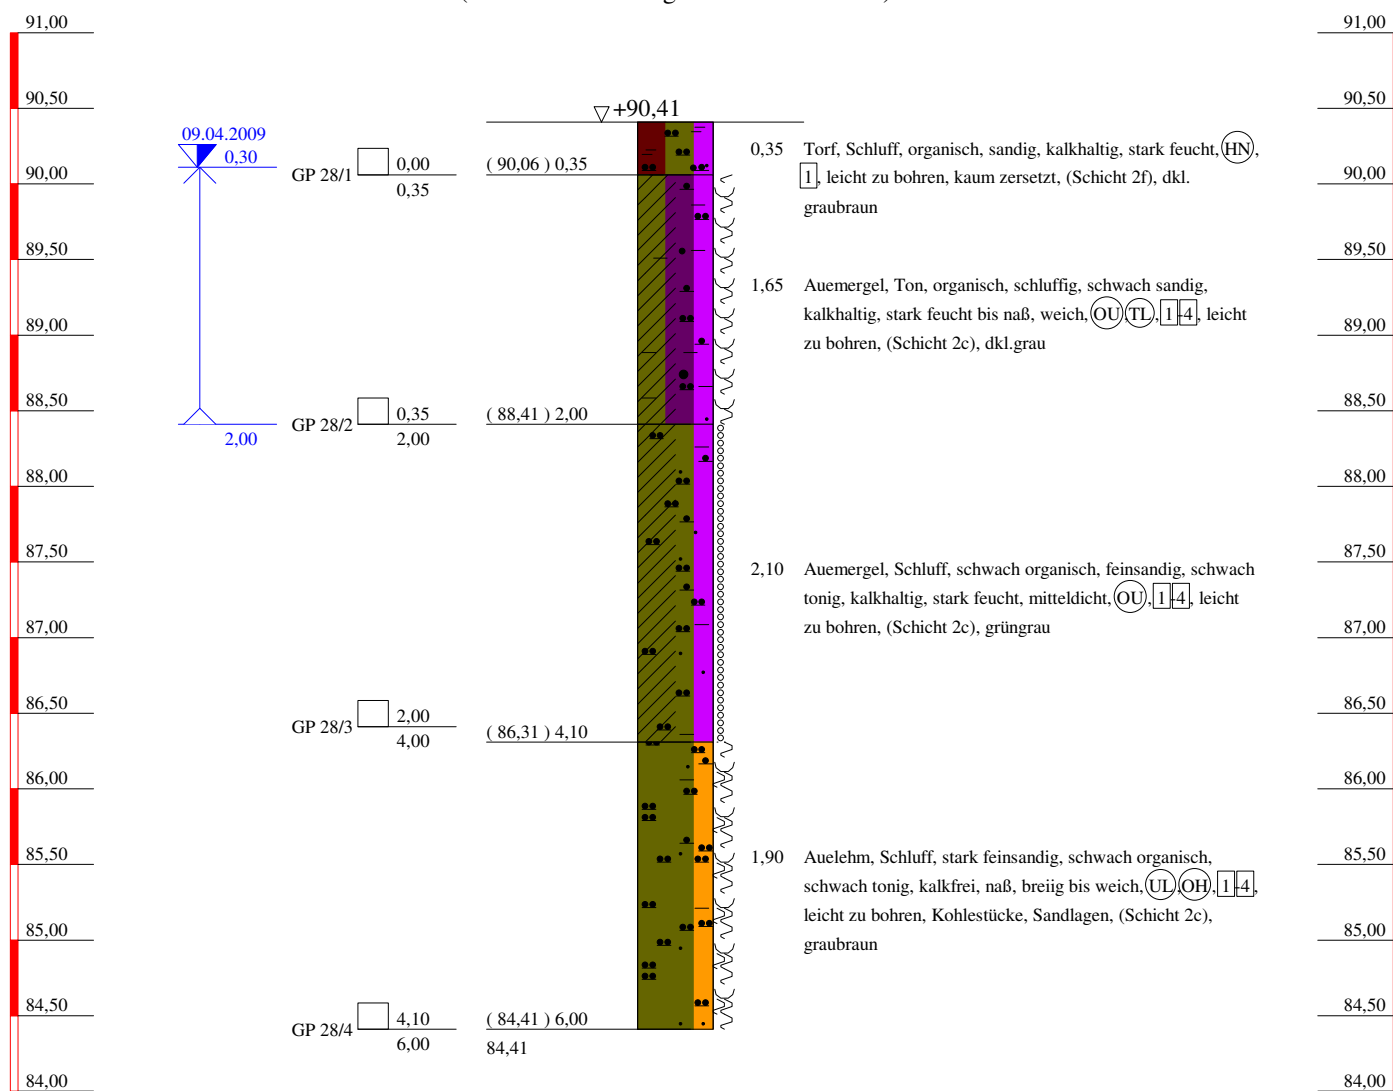 91,00
91,00
90,50
+90,41
90,50
09.04.2009
0,30
GP 28/1
0,00
0,35
( 90,06 ) 0,35
0,35 Torf, Schluff, organisch, sandig, kalkhaltig, stark feucht, HN,
1, leicht zu bohren, kaum zersetzt, (Schicht 2f), dkl.
graubraun
90,00
90,00
89,50
89,50
1,65 Auemergel, Ton, organisch, schluffig, schwach sandig,
kalkhaltig, stark feucht bis naß, weich, OU, TL, 1-4, leicht
zu bohren, (Schicht 2c), dkl.grau
89,00
89,00
88,50
88,50
2,00
GP 28/2
0,35
2,00
( 88,41 ) 2,00
88,00
88,00
87,50
87,50
2,10 Auemergel, Schluff, schwach organisch, feinsandig, schwach
tonig, kalkhaltig, stark feucht, mitteldicht, OU, 1-4, leicht
zu bohren, (Schicht 2c), grüngrau
87,00
87,00
86,50
86,50
GP 28/3
2,00
4,00
( 86,31 ) 4,10
86,00
86,00
85,50
85,50
1,90 Auelehm, Schluff, stark feinsandig, schwach organisch,
schwach tonig, kalkfrei, naß, breiig bis weich, UL, OH, 1-4,
leicht zu bohren, Kohlestücke, Sandlagen, (Schicht 2c),
graubraun
85,00
85,00
84,50
84,50
GP 28/4
4,10
6,00
( 84,41 ) 6,00
84,41
84,00
84,00